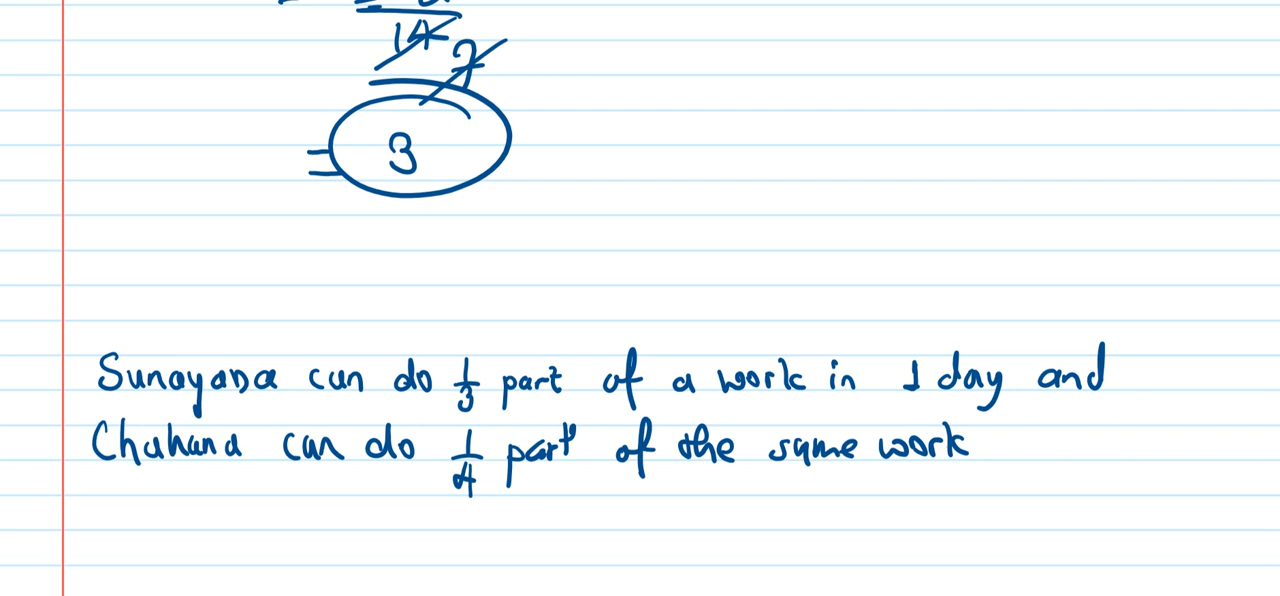 14 7
= 3
Sunayana can do 1/3 part of a work in 1 day and
Chahana can do 1/4 part of the same work